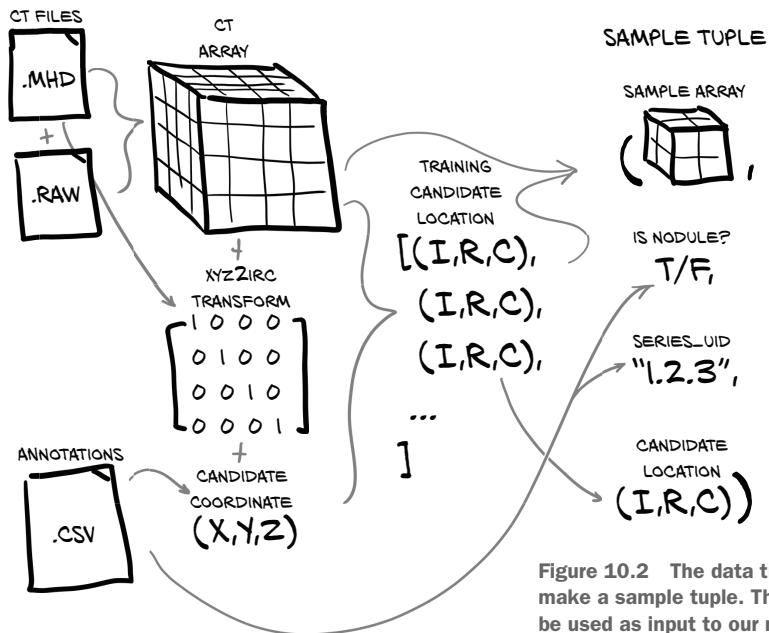 CT FILES
.MHD
+
.RAW
CT
ARRAY
+
XYZ2IRC
TRANSFORM
1 0 0 0
0 1 0 0
0 0 1 0
0 0 0 1
+
ANNOTATIONS
.CSV
CANDIDATE
COORDINATE
(X,Y,Z)
TRAINING
CANDIDATE
LOCATION
[(I,R,C),
(I,R,C),
(I,R,C),
...
]
SAMPLE TUPLE
SAMPLE ARRAY
( ,
IS NODULE?
T/F,
SERIES_UID
"1.2.3",
CANDIDATE
LOCATION
(I,R,C))
Figure 10.2 The data t
make a sample tuple. Th
be used as input to our